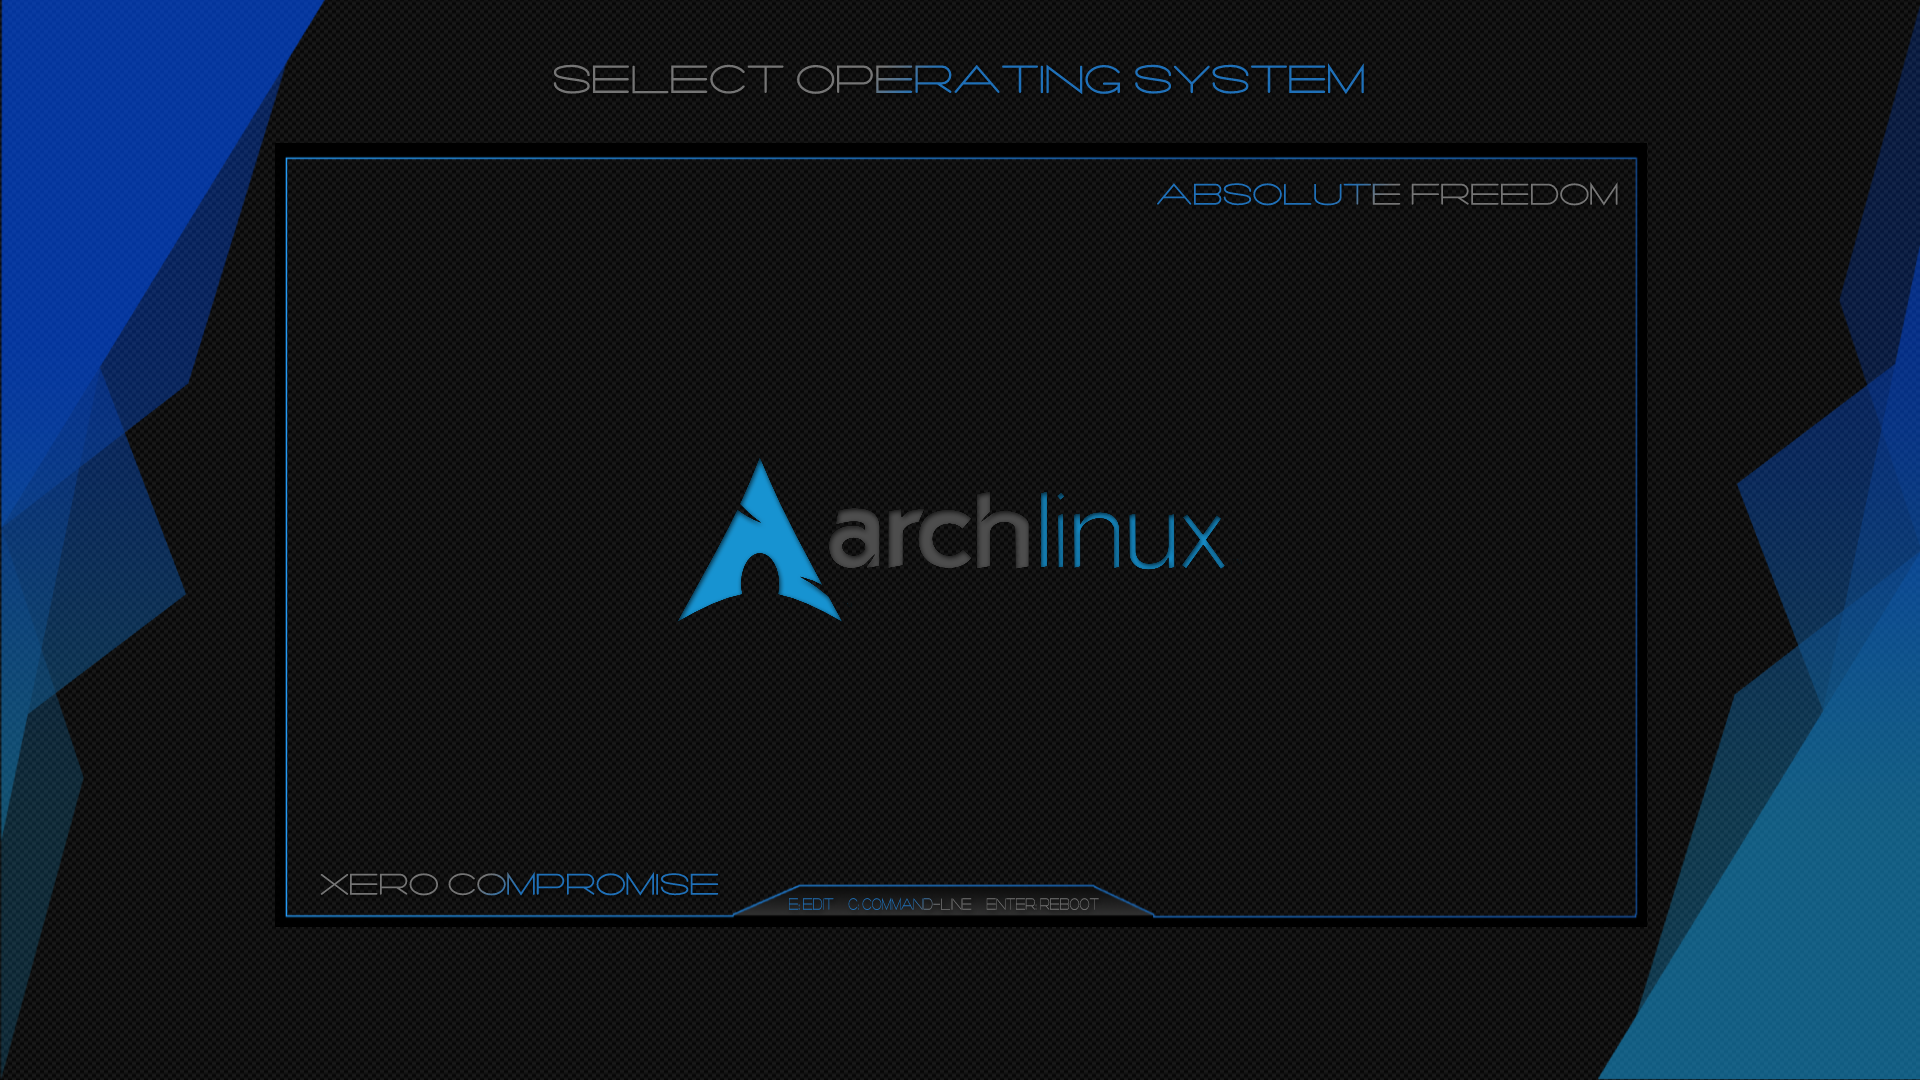 SELECT OPERATING SYSTEM
ABSOLUTE FREEDOM
archlinux
XERO COMPROMISE
E:EDIT C:COMMAND-LINE ENTER:REBOOT